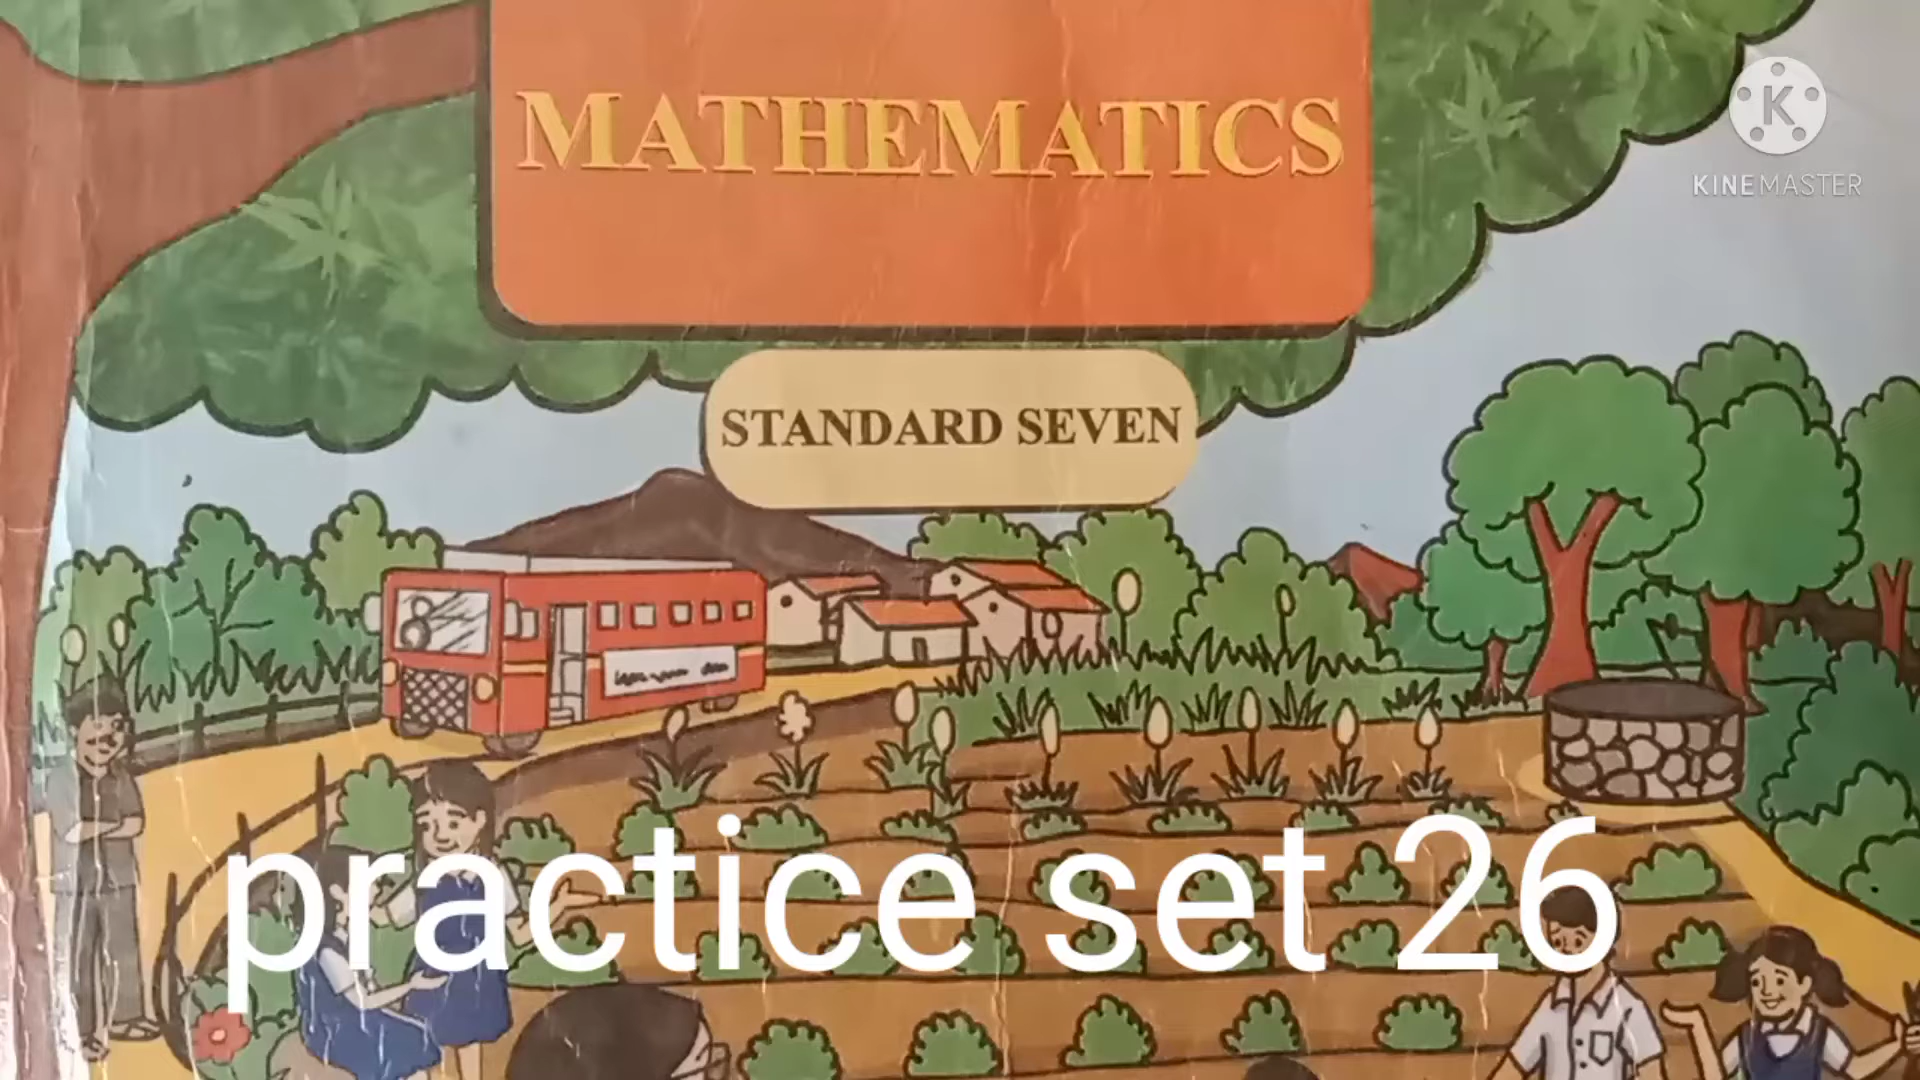 MATHEMATICS
K
KINEMASTER
STANDARD SEVEN
practice set 26